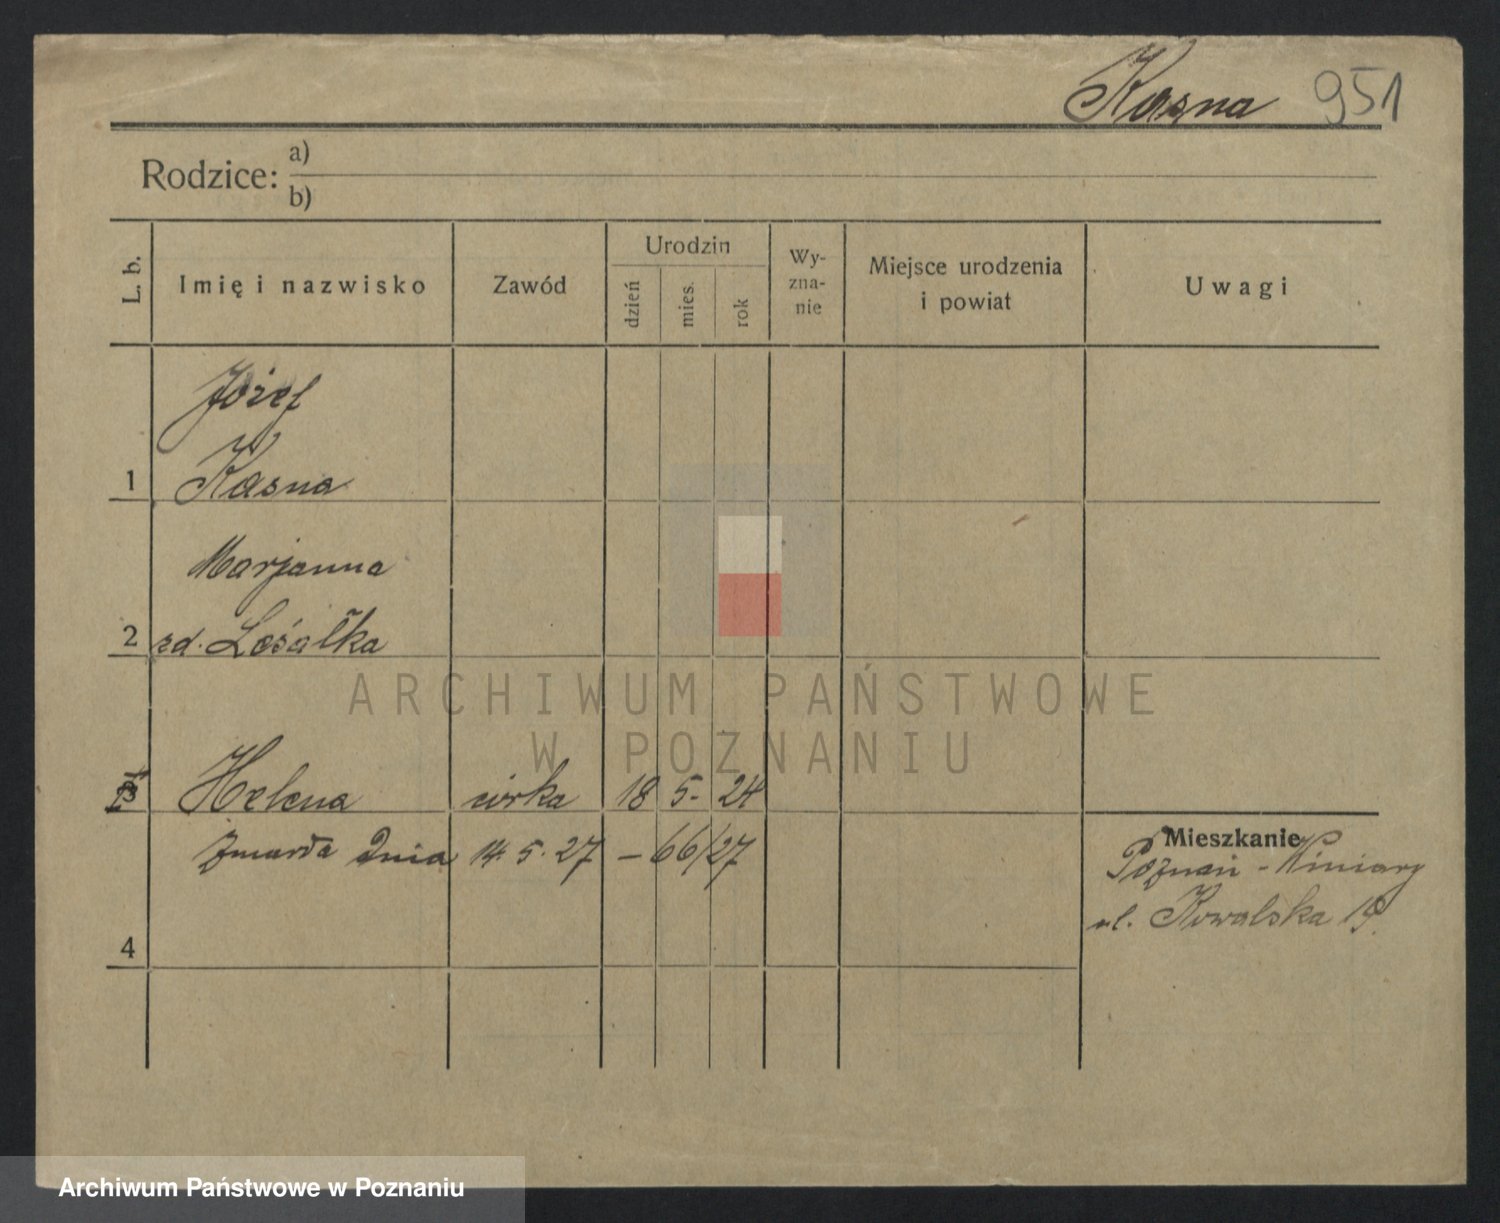 Kasna 951
Rodzice: a)
b)
L. b.
Imię i nazwisko
Zawód
Urodzin
dzień
mies.
rok
Wy-
zna-
nie
Miejsce urodzenia
i powiat
Uwagi
Józef
1 Kasna
Marjanna
2 zd. Leśałka
ARCHIWUM PAŃSTWOWE
W POZNANIU
3 Helena córka 18 5. 24
Zmarła Dnia 14. 5. 27 – 66/27
Mieszkanie
Poznań - Winiary
ul. Kowalska 19.
4
Archiwum Państwowe w Poznaniu